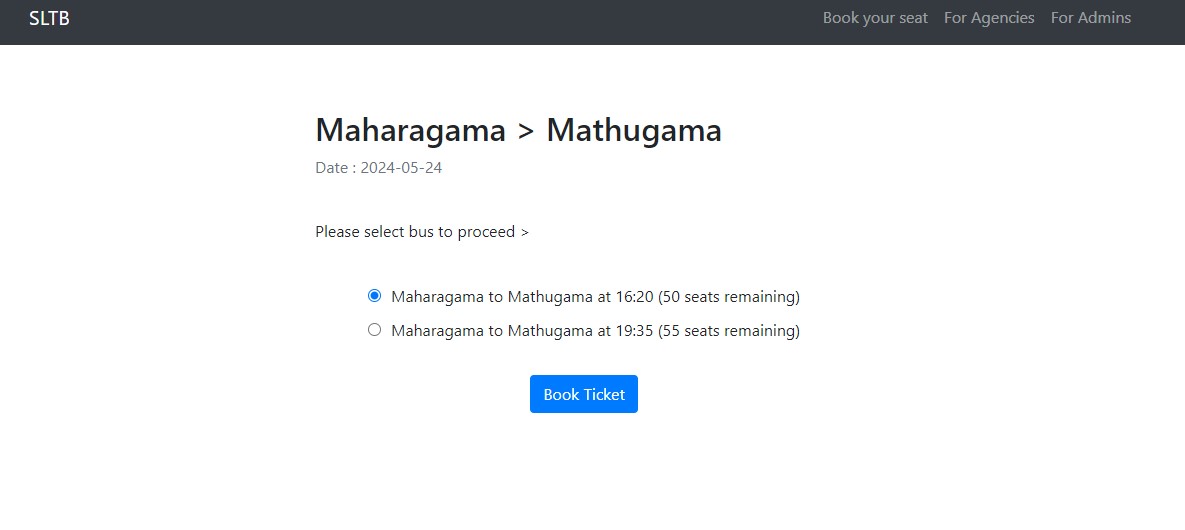 SLTB
Book your seat For Agencies For Admins
Maharagama > Mathugama
Date : 2024-05-24
Please select bus to proceed >
Maharagama to Mathugama at 16:20 (50 seats remaining)
Maharagama to Mathugama at 19:35 (55 seats remaining)
Book Ticket